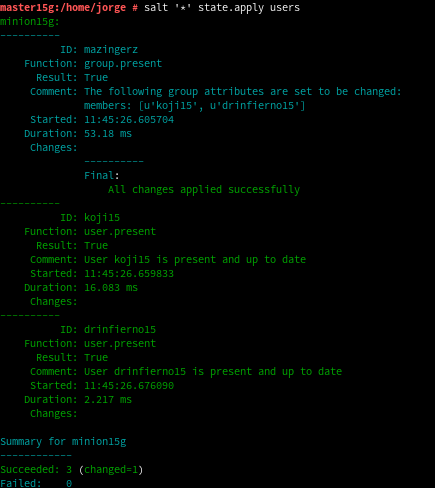 master15g:/home/jorge # salt '*' state.apply users
minion15g:
----------
          ID: mazingerz
    Function: group.present
      Result: True
     Comment: The following group attributes are set to be changed:
              members: [u'koji15', u'drinfierno15']
     Started: 11:45:26.605704
    Duration: 53.18 ms
     Changes:
              ----------
              Final:
                  All changes applied successfully
----------
          ID: koji15
    Function: user.present
      Result: True
     Comment: User koji15 is present and up to date
     Started: 11:45:26.659833
    Duration: 16.083 ms
     Changes:
----------
          ID: drinfierno15
    Function: user.present
      Result: True
     Comment: User drinfierno15 is present and up to date
     Started: 11:45:26.676090
    Duration: 2.217 ms
     Changes:

Summary for minion15g
------------
Succeeded: 3 (changed=1)
Failed:    0